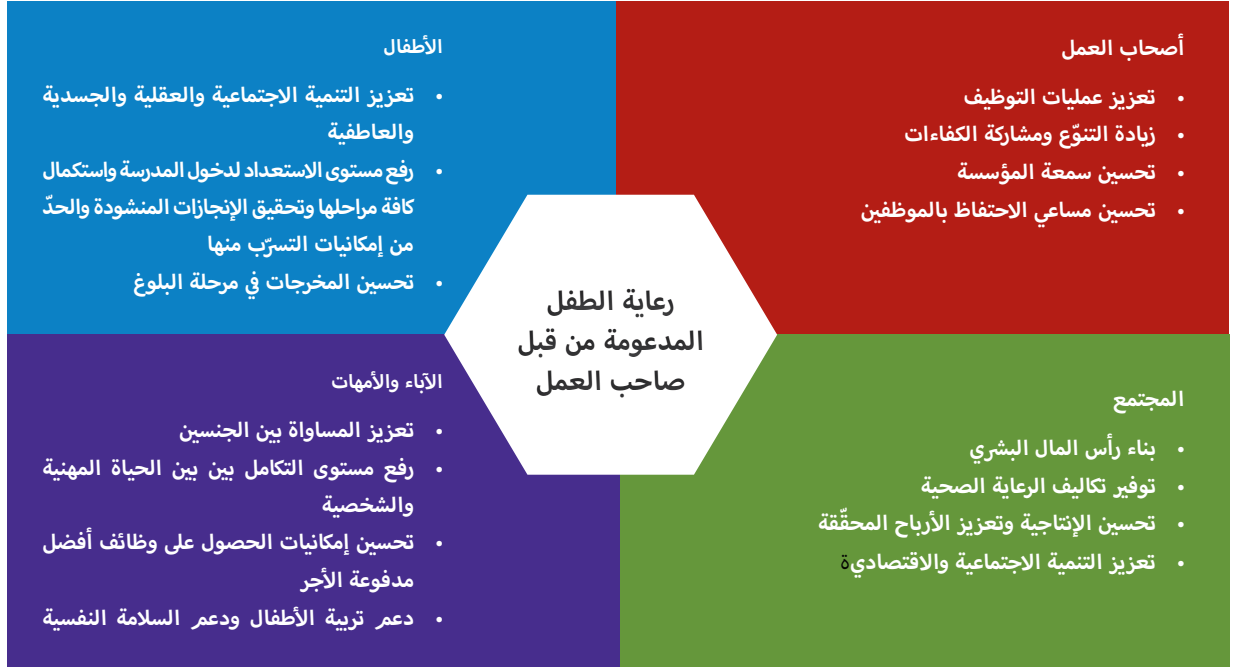 أصحاب العمل
• تعزيز عمليات التوظيف
• زيادة التنوّع ومشاركة الكفاءات
• تحسين سمعة المؤسسة
• تحسين مساعي الاحتفاظ بالموظفين
الأطفال
• تعزيز التنمية الاجتماعية والعقلية والجسدية
والعاطفية
• رفع مستوى الاستعداد لدخول المدرسة واستكمال
كافة مراحلها وتحقيق الإنجازات المنشودة والحدّ
من إمكانيات التسرّب منها
• تحسين المخرجات في مرحلة البلوغ
رعاية الطفل
المدعومة من قبل
صاحب العمل
المجتمع
• بناء رأس المال البشري
• توفير تكاليف الرعاية الصحية
• تحسين الإنتاجية وتعزيز الأرباح المحقّقة
• تعزيز التنمية الاجتماعية والاقتصادية
الآباء والأمهات
• تعزيز المساواة بين الجنسين
• رفع مستوى التكامل بين بين الحياة المهنية
والشخصية
• تحسين إمكانيات الحصول على وظائف أفضل
مدفوعة الأجر
• دعم تربية الأطفال ودعم السلامة النفسية